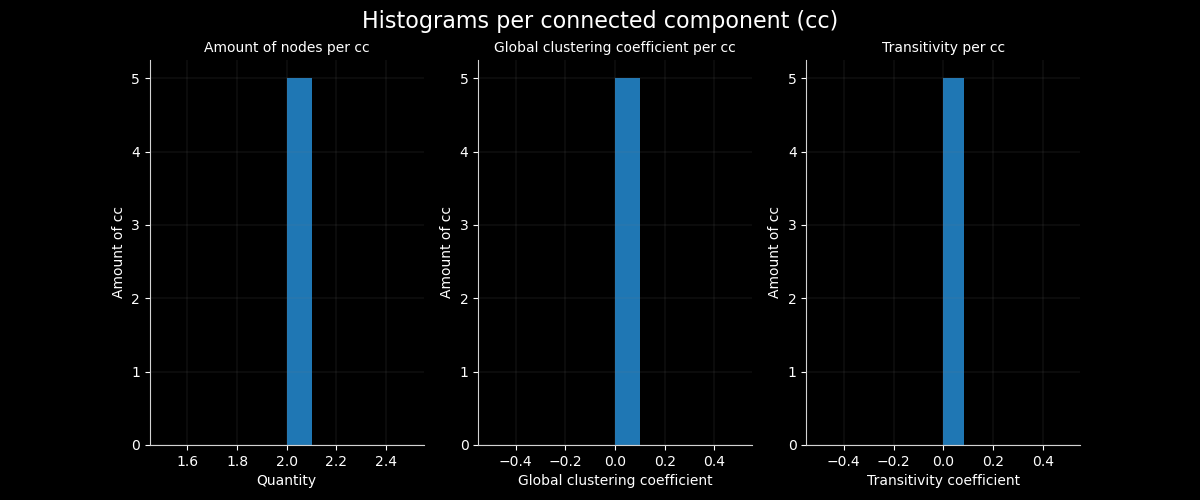 Histograms per connected component (cc)
Amount of nodes per cc
Global clustering coefficient per cc
Transitivity per cc
5
4
3
2
1
0
Amount of cc
1.6 1.8 2.0 2.2 2.4
Quantity
5
4
3
2
1
0
Amount of cc
−0.4 −0.2 0.0 0.2 0.4
Global clustering coefficient
5
4
3
2
1
0
Amount of cc
−0.4 −0.2 0.0 0.2 0.4
Transitivity coefficient